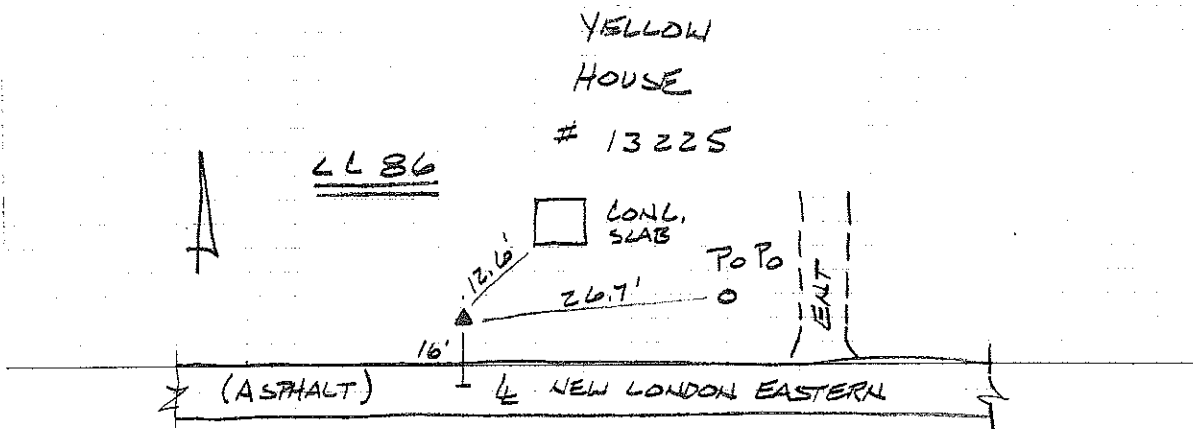 YELLOW
HOUSE
# 13225
LL 86
CONC.
SLAB
12.6'
PoPo
26.7'
ENT
16'
(ASPHALT)
℄ NEW LONDON EASTERN